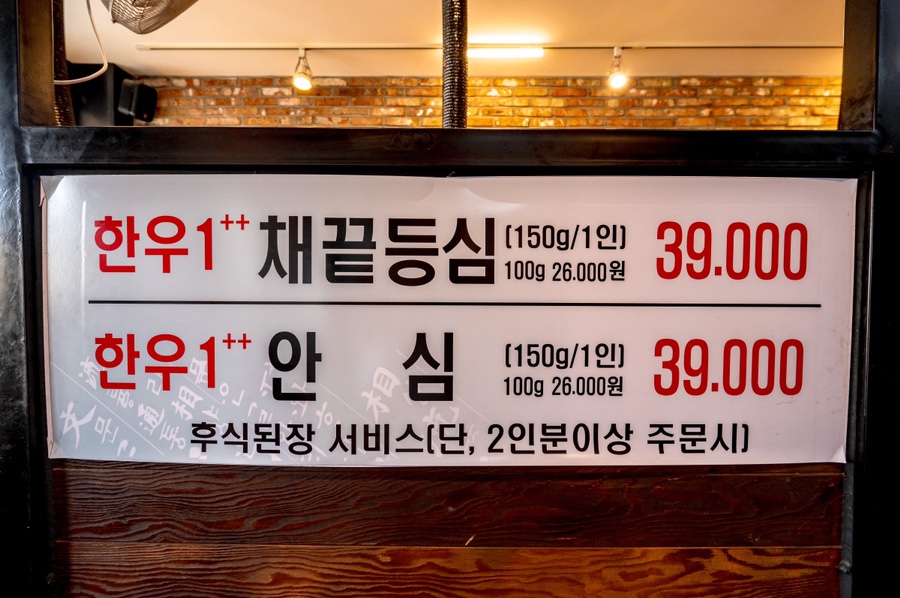 한우1++ 채끝등심 (150g/1인) 39.000
100g 26.000원
한우1++ 안 심 (150g/1인) 39.000
100g 26.000원
후식된장 서비스(단, 2인분이상 주문시)